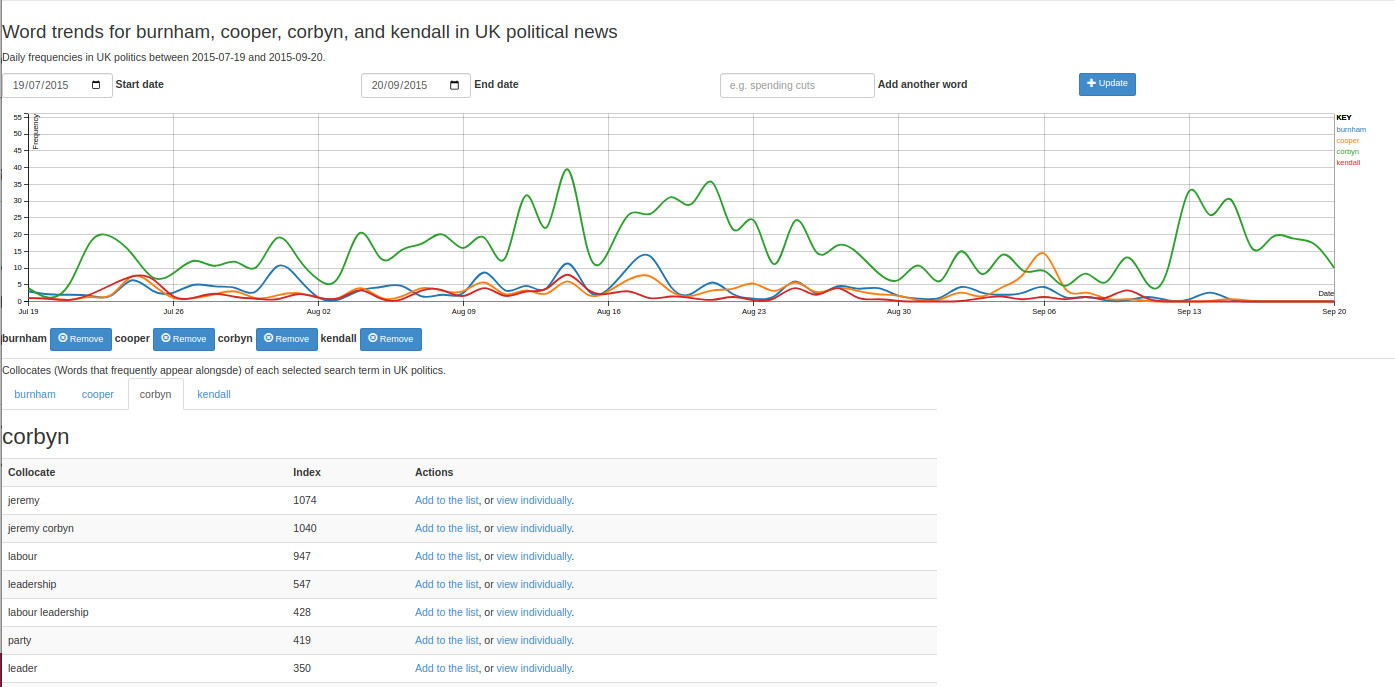 Word trends for burnham, cooper, corbyn, and kendall in UK political news
Daily frequencies in UK politics between 2015-07-19 and 2015-09-20.
19/07/2015 Start date 20/09/2015 End date e.g. spending cuts Add another word Update
Frequency
55
50
45
40
35
30
25
20
15
10
5
0
KEY
burnham
cooper
corbyn
kendall
Date
Jul 19 Jul 26 Aug 02 Aug 09 Aug 16 Aug 23 Aug 30 Sep 06 Sep 13 Sep 20
burnham Remove cooper Remove corbyn Remove kendall Remove
Collocates (Words that frequently appear alongsde) of each selected search term in UK politics.
burnham cooper corbyn kendall
corbyn
Collocate Index Actions
jeremy 1074 Add to the list, or view individually.
jeremy corbyn 1040 Add to the list, or view individually.
labour 947 Add to the list, or view individually.
leadership 547 Add to the list, or view individually.
labour leadership 428 Add to the list, or view individually.
party 419 Add to the list, or view individually.
leader 350 Add to the list, or view individually.